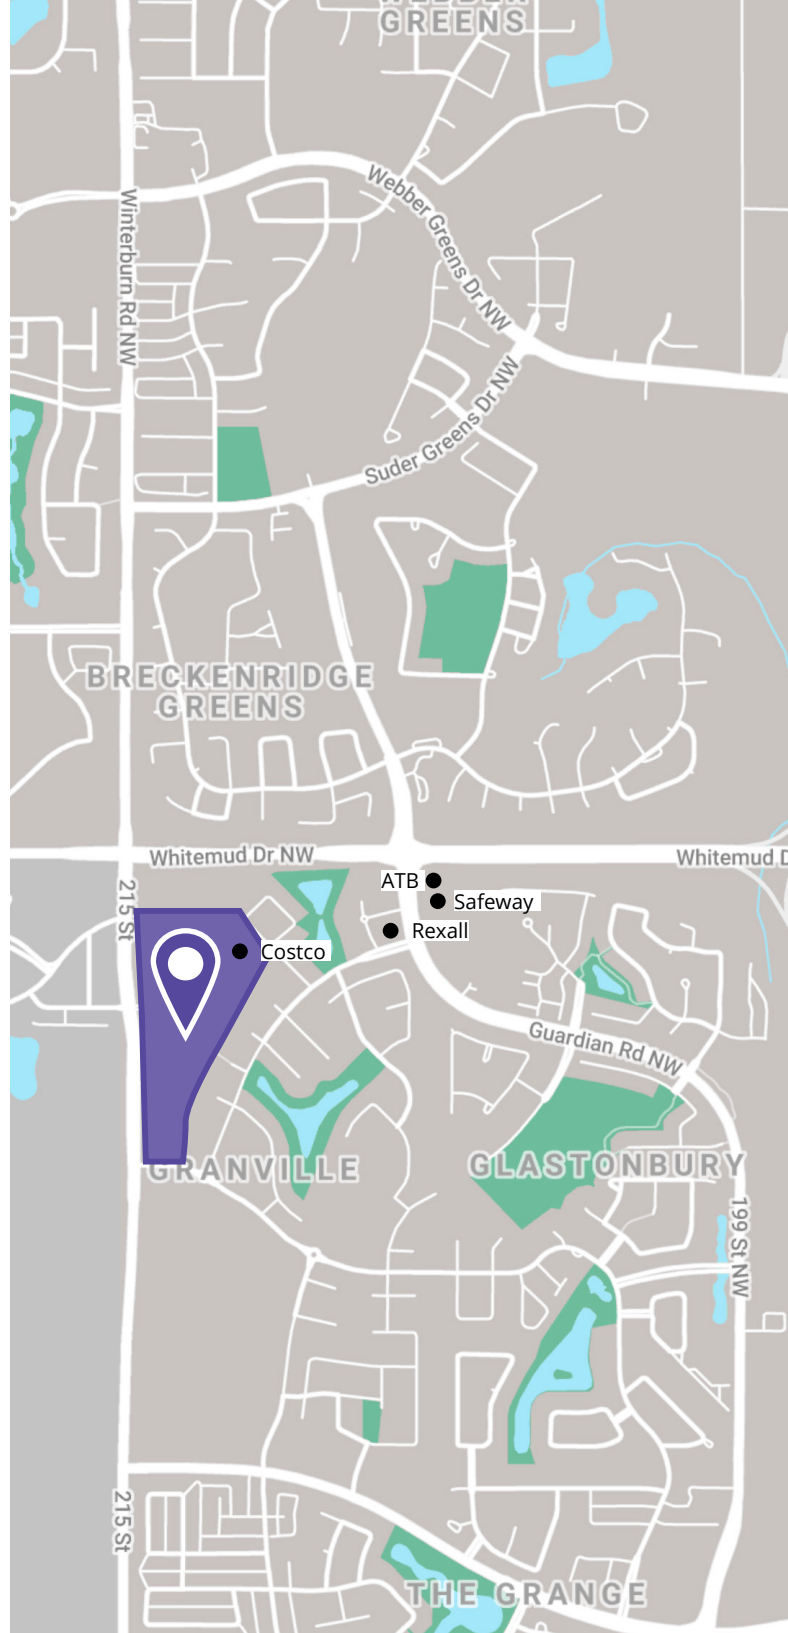 GREENS
Webber Greens Dr NW
Winterburn Rd NW
Suder Greens Dr NW
BRECKENRIDGE
GREENS
Whitemud Dr NW
Whitemud D
215 St
ATB
Safeway
Rexall
Costco
Guardian Rd NW
GRANVILLE
GLASTONBURY
199 St NW
215 St
THE GRANGE